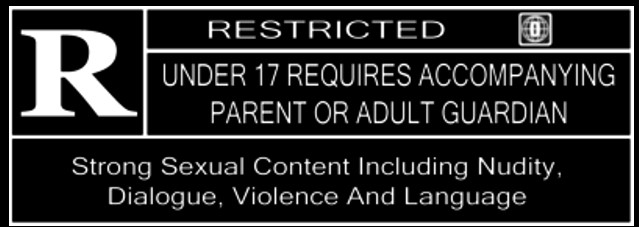 R
RESTRICTED
UNDER 17 REQUIRES ACCOMPANYING
PARENT OR ADULT GUARDIAN
Strong Sexual Content Including Nudity,
Dialogue, Violence And Language